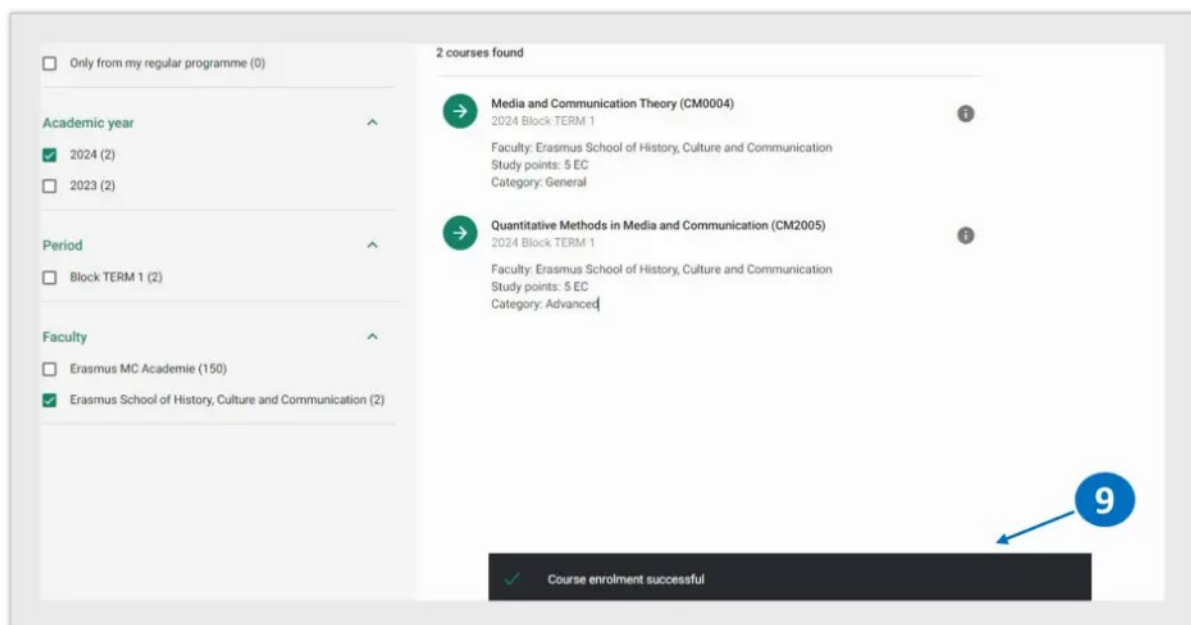 Only from my regular programme (0)
Academic year
2024 (2)
2023 (2)
Period
Block TERM 1 (2)
Faculty
Erasmus MC Academie (150)
Erasmus School of History, Culture and Communication (2)
2 courses found
Media and Communication Theory (CM0004)
2024 Block TERM 1
Faculty: Erasmus School of History, Culture and Communication
Study points: 5 EC
Category: General
Quantitative Methods in Media and Communication (CM2005)
2024 Block TERM 1
Faculty: Erasmus School of History, Culture and Communication
Study points: 5 EC
Category: Advanced
9
Course enrolment successful